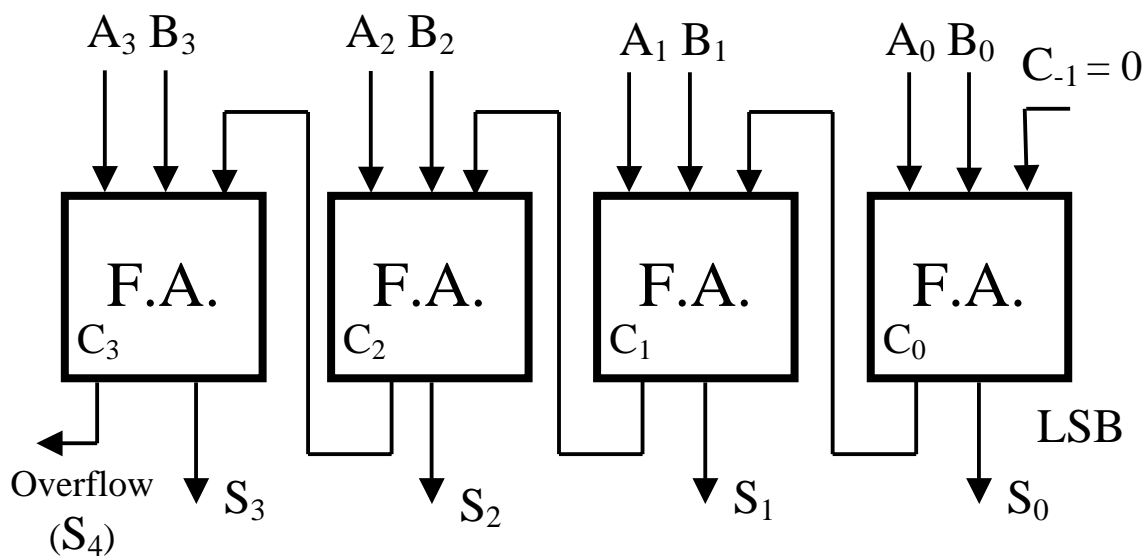 A₃ B₃ A₂ B₂ A₁ B₁ A₀ B₀ C₋₁ = 0
F.A. F.A. F.A. F.A.
C₃ C₂ C₁ C₀
LSB
Overflow
(S₄)
S₃ S₂ S₁ S₀